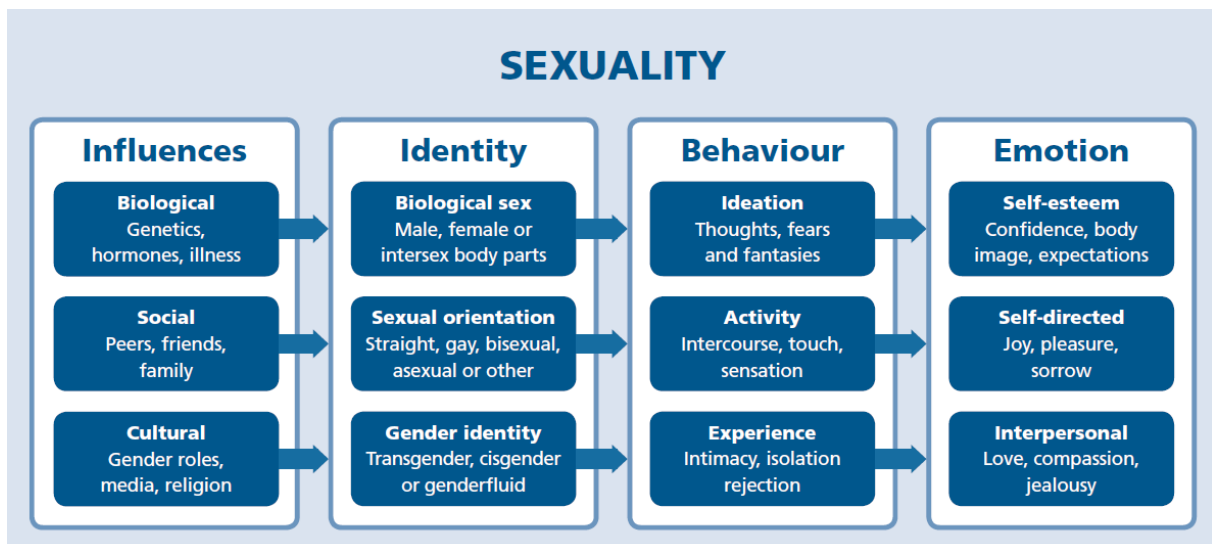 SEXUALITY
Influences
Biological
Genetics,
hormones, illness
Social
Peers, friends,
family
Cultural
Gender roles,
media, religion
Identity
Biological sex
Male, female or
intersex body parts
Sexual orientation
Straight, gay, bisexual,
asexual or other
Gender identity
Transgender, cisgender
or genderfluid
Behaviour
Ideation
Thoughts, fears
and fantasies
Activity
Intercourse, touch,
sensation
Experience
Intimacy, isolation
rejection
Emotion
Self-esteem
Confidence, body
image, expectations
Self-directed
Joy, pleasure,
sorrow
Interpersonal
Love, compassion,
jealousy